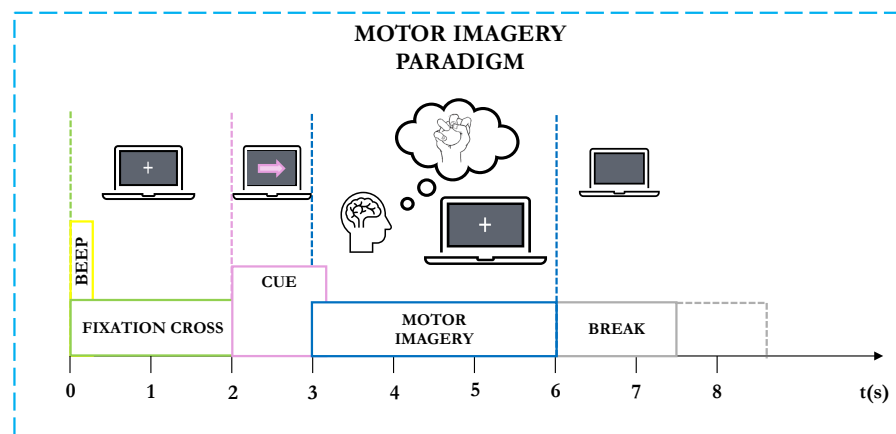 MOTOR IMAGERY
PARADIGM
BEEP
CUE
FIXATION CROSS
MOTOR
IMAGERY
BREAK
0 1 2 3 4 5 6 7 8 t(s)